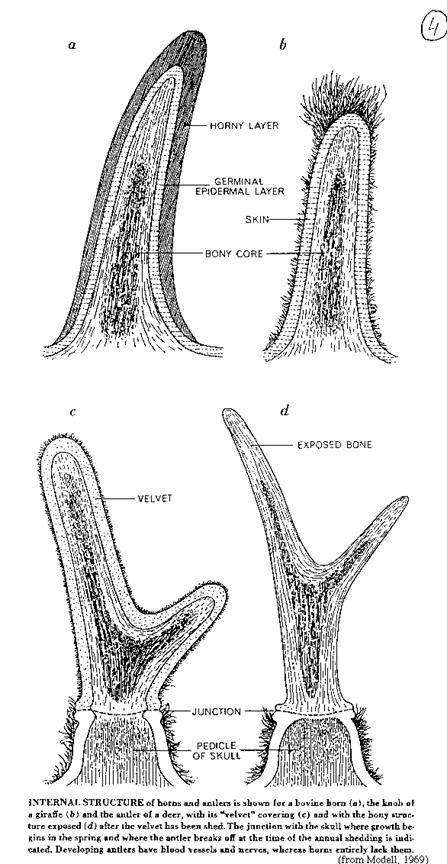 4
a
b
HORNY LAYER
GERMINAL
EPIDERMAL LAYER
SKIN
BONY CORE
c
d
EXPOSED BONE
VELVET
JUNCTION
PEDICLE
OF SKULL
INTERNAL STRUCTURE of horns and antlers is shown for a bovine horn (a), the knob of
a giraffe (b) and the antler of a deer, with its "velvet" covering (c) and with the bony struc-
ture exposed (d) after the velvet has been shed. The junction with the skull where growth be-
gins in the spring and where the antler breaks off at the time of the annual shedding is indi-
cated. Developing antlers have blood vessels and nerves, whereas horns entirely lack them.
(from Modell, 1969)